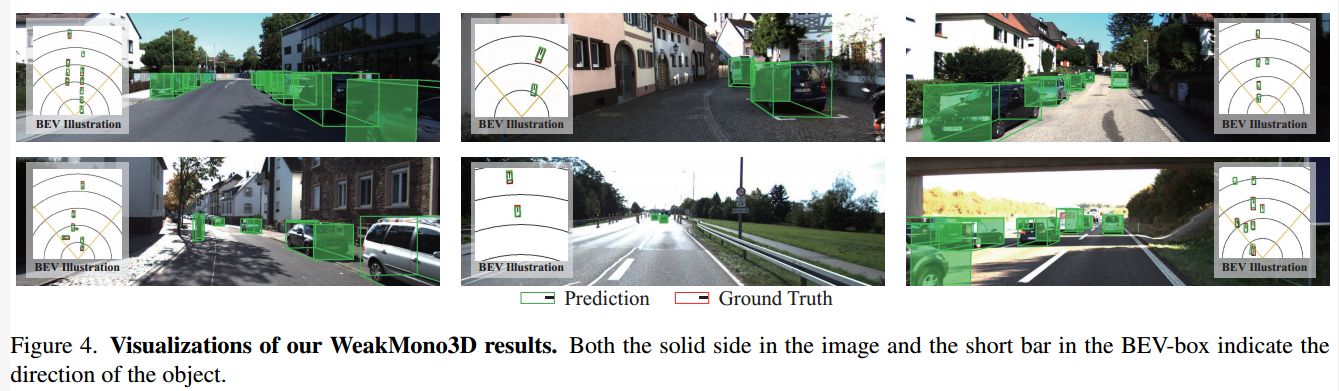 BEV Illustration
BEV Illustration
BEV Illustration
BEV Illustration
BEV Illustration
BEV Illustration
Prediction
Ground Truth
Figure 4. Visualizations of our WeakMono3D results. Both the solid side in the image and the short bar in the BEV-box indicate the
direction of the object.